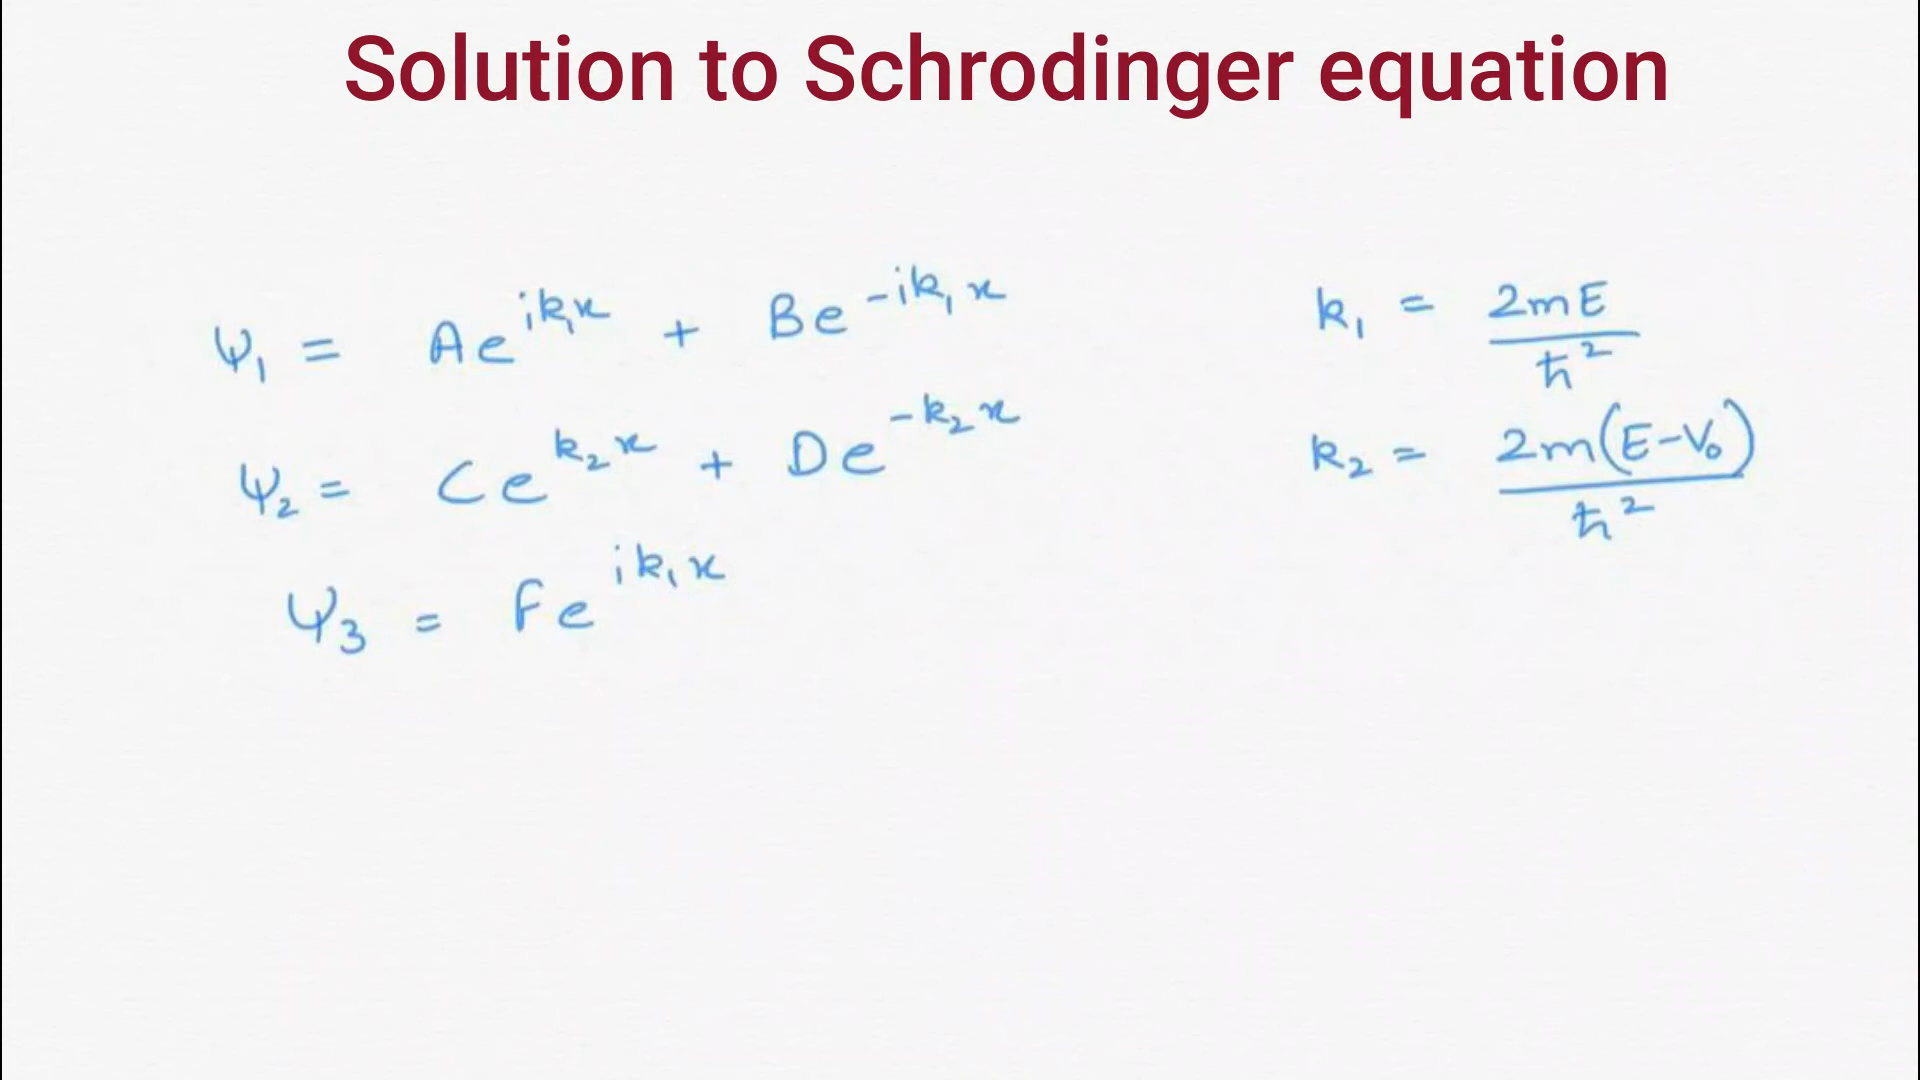 Solution to Schrodinger equation
ψ₁ = Ae^{ik₁x} + Be^{-ik₁x}
k₁ = 2mE/ħ²
ψ₂ = Ce^{k₂x} + De^{-k₂x}
k₂ = 2m(E-V₀)/ħ²
ψ₃ = Fe^{ik₁x}